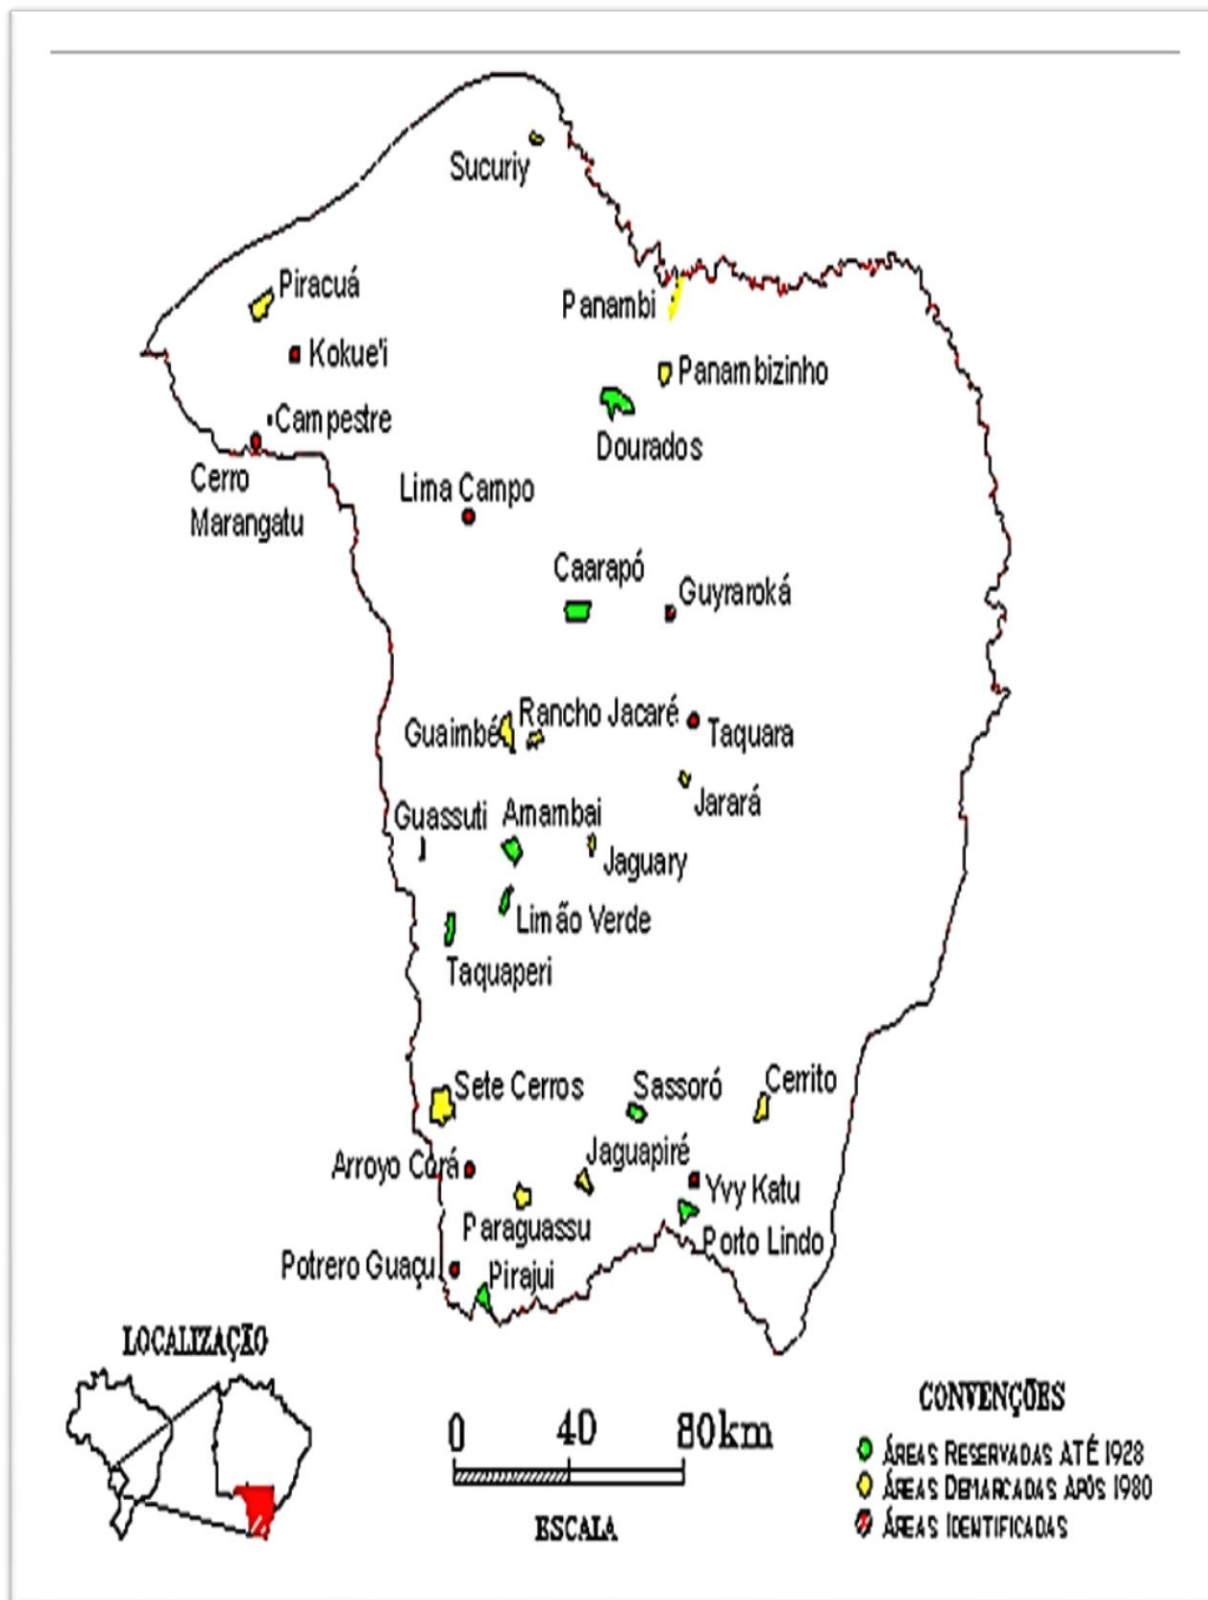 Sucuriy
Piracuá
Panambi
Kokue'i
Panambizinho
Campestre
Dourados
Cerro
Marangatu
Lima Campo
Caarapó
Guyraroká
Rancho Jacaré
Guaimbé
Taquara
Jarará
Guassuti
Amambai
Jaguary
Limão Verde
Taquaperi
Sete Cerros
Sassoró
Cerrito
Arroyo Corá
Jaguapiré
Yvy Katu
Paraguassu
Porto Lindo
Potrero Guaçu
Pirajui
LOCALIZAÇÃO
0 40 80km
ESCALA
CONVENÇÕES
ÁREAS RESERVADAS ATÉ 1928
ÁREAS DEMARCADAS APÓS 1980
ÁREAS IDENTIFICADAS